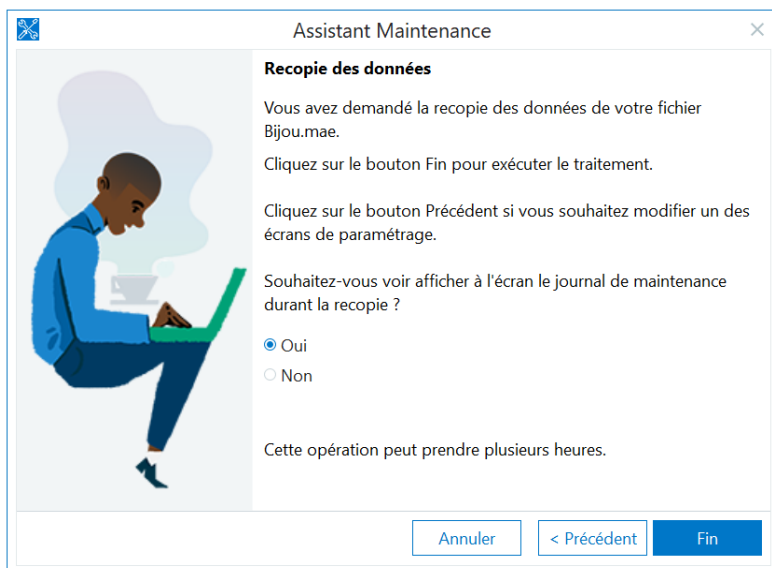 Assistant Maintenance
Recopie des données
Vous avez demandé la recopie des données de votre fichier
Bijou.mae.
Cliquez sur le bouton Fin pour exécuter le traitement.
Cliquez sur le bouton Précédent si vous souhaitez modifier un des
écrans de paramétrage.
Souhaitez-vous voir afficher à l'écran le journal de maintenance
durant la recopie ?
Oui
Non
Cette opération peut prendre plusieurs heures.
Annuler
< Précédent
Fin